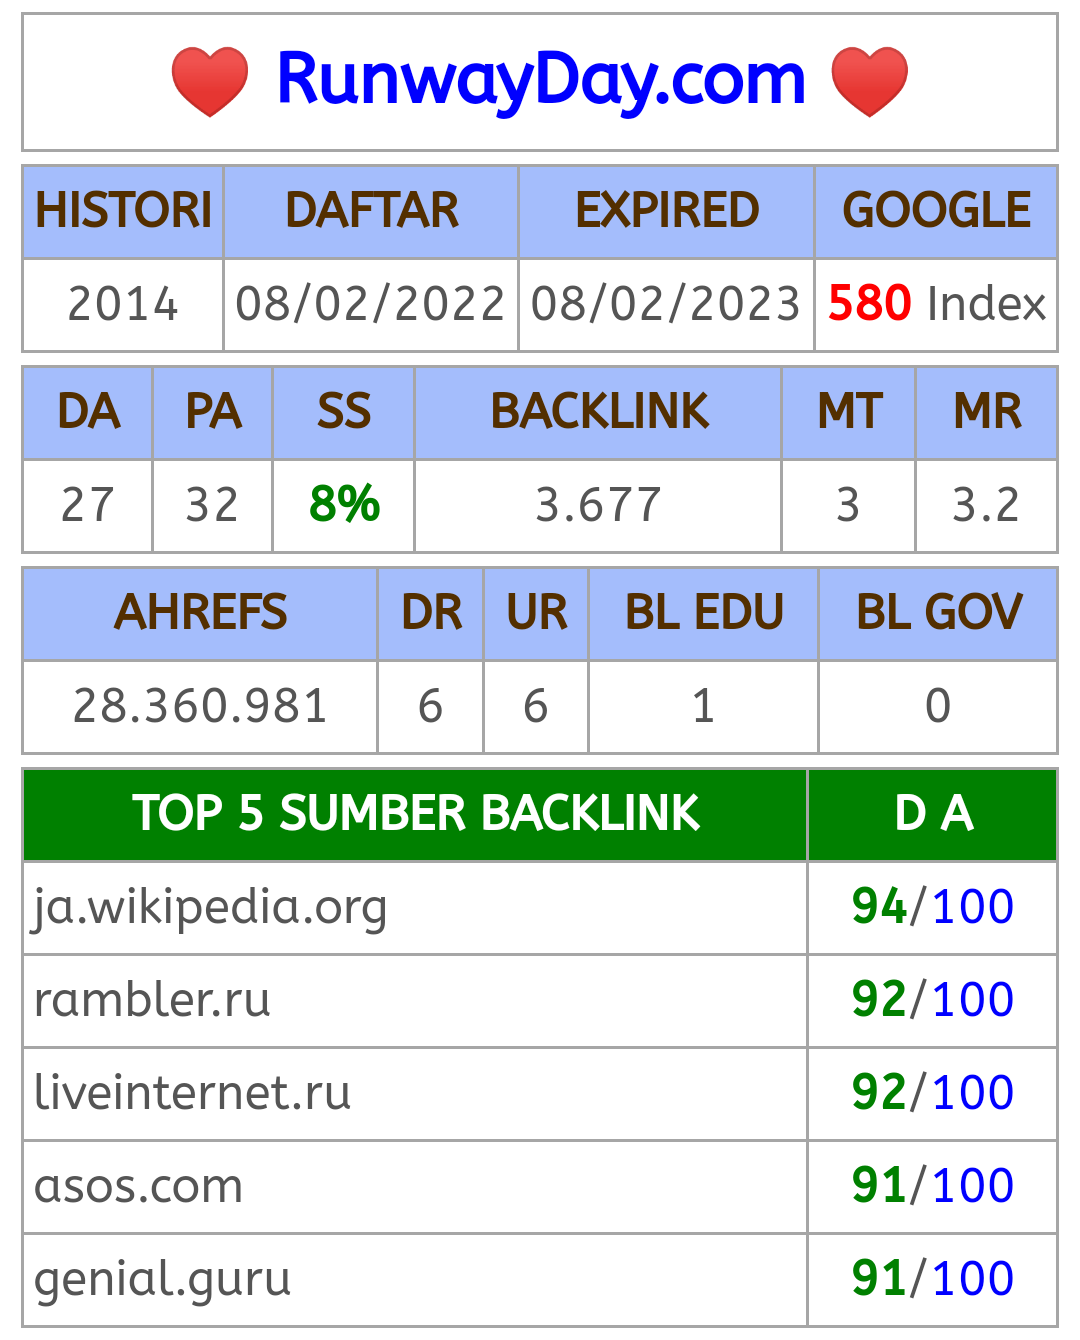 RunwayDay.com
HISTORI DAFTAR EXPIRED GOOGLE
2014 08/02/2022 08/02/2023 580 Index
DA PA SS BACKLINK MT MR
27 32 8% 3.677 3 3.2
AHREFS DR UR BL EDU BL GOV
28.360.981 6 6 1 0
TOP 5 SUMBER BACKLINK D A
ja.wikipedia.org 94/100
rambler.ru 92/100
liveinternet.ru 92/100
asos.com 91/100
genial.guru 91/100